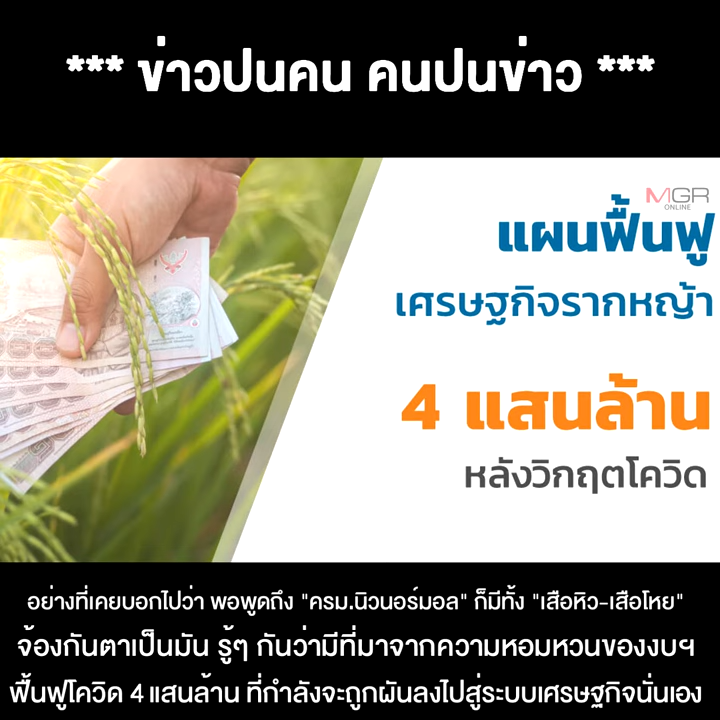 *** ข่าวปนคน คนปนข่าว ***
MGR
ONLINE
แผนฟื้นฟู
เศรษฐกิจรากหญ้า
4 แสนล้าน
หลังวิกฤตโควิด
อย่างที่เคยบอกไปว่า พอพูดถึง "ครม.นิวนอร์มอล" ก็มีทั้ง "เสือหิว-เสือโหย"
จ้องกันตาเป็นมัน รู้ๆ กันว่ามีที่มาจากความหอมหวนของงบฯ
ฟื้นฟูโควิด 4 แสนล้าน ที่กำลังจะถูกผันลงไปสู่ระบบเศรษฐกิจนั่นเอง